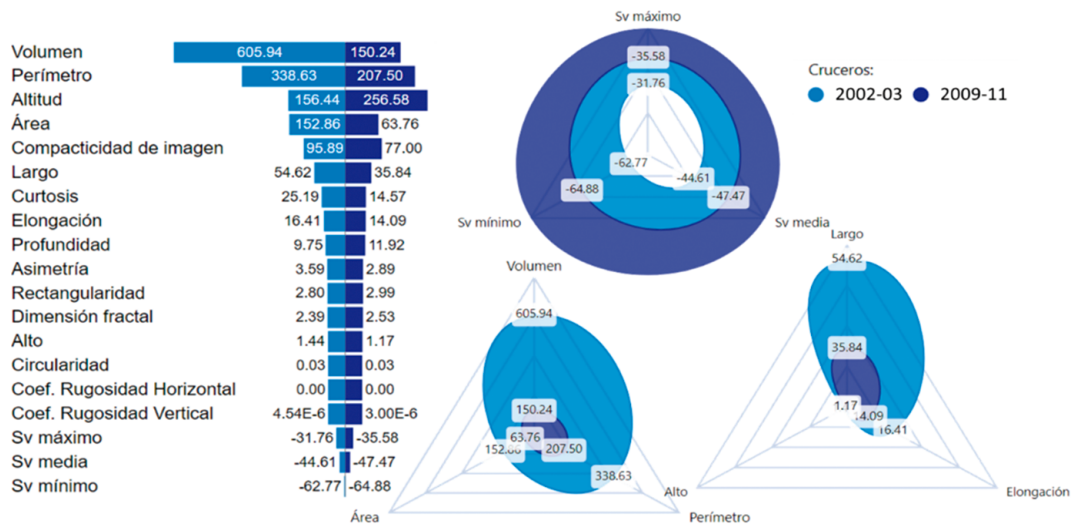 Volumen 605.94 150.24
Perímetro 338.63 207.50
Altitud 156.44 256.58
Área 152.86 63.76
Compacticidad de imagen 95.89 77.00
Largo 54.62 35.84
Curtosis 25.19 14.57
Elongación 16.41 14.09
Profundidad 9.75 11.92
Asimetría 3.59 2.89
Rectangularidad 2.80 2.99
Dimensión fractal 2.39 2.53
Alto 1.44 1.17
Circularidad 0.03 0.03
Coef. Rugosidad Horizontal 0.00 0.00
Coef. Rugosidad Vertical 4.54E-6 3.00E-6
Sv máximo -31.76 -35.58
Sv media -44.61 -47.47
Sv mínimo -62.77 -64.88
Sv máximo
-35.58
-31.76
-62.77
-44.61
-64.88
-47.47
Sv mínimo
Sv media
Cruceros:
2002-03 2009-11
Volumen
605.94
150.24
63.76
152.86
207.50
338.63
Área
Perímetro
Largo
54.62
35.84
1.17
14.09
16.41
Alto
Elongación